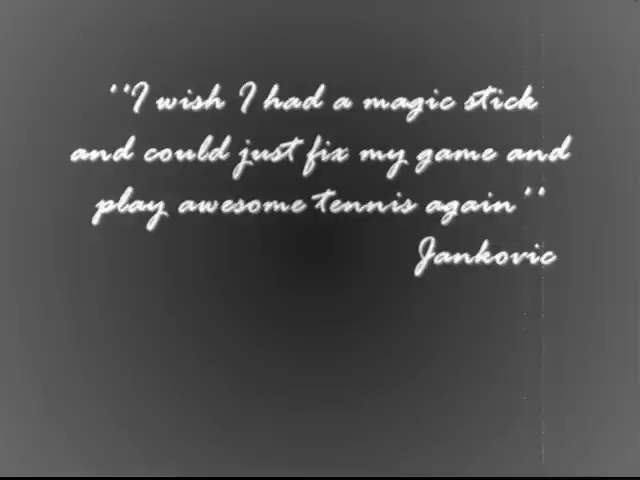 "I wish I had a magic stick
and could just fix my game and
play awesome tennis again"
Jankovic